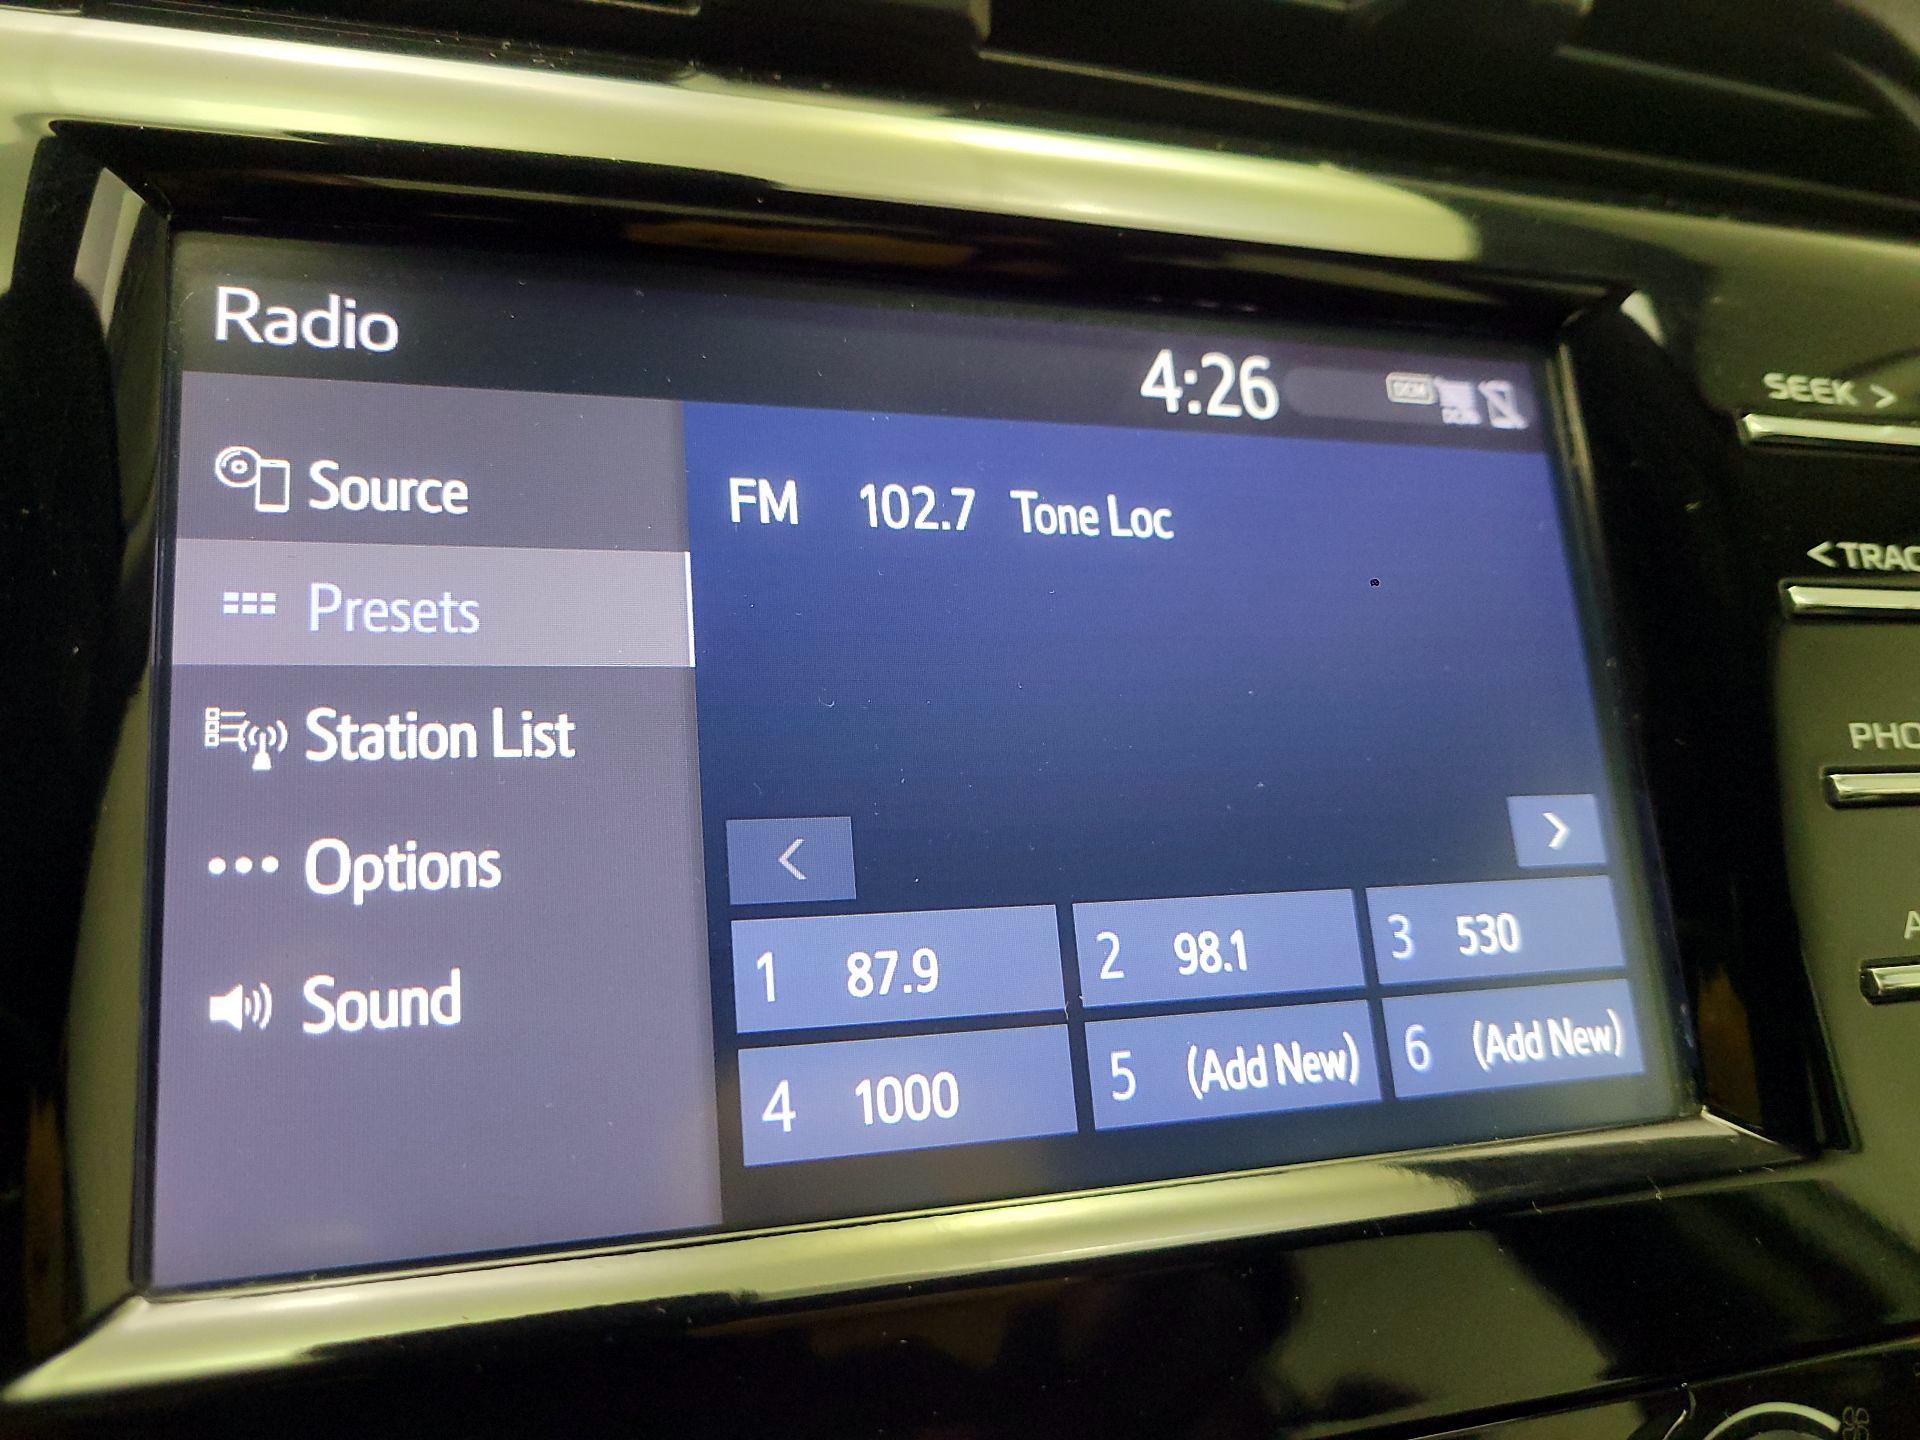 Radio
4:26
SEEK >
Source
FM 102.7 Tone Loc
< TRAC
Presets
Station List
PHO
Options
< >
Sound
1 87.9
2 98.1
3 530
4 1000
5 (Add New)
6 (Add New)
A